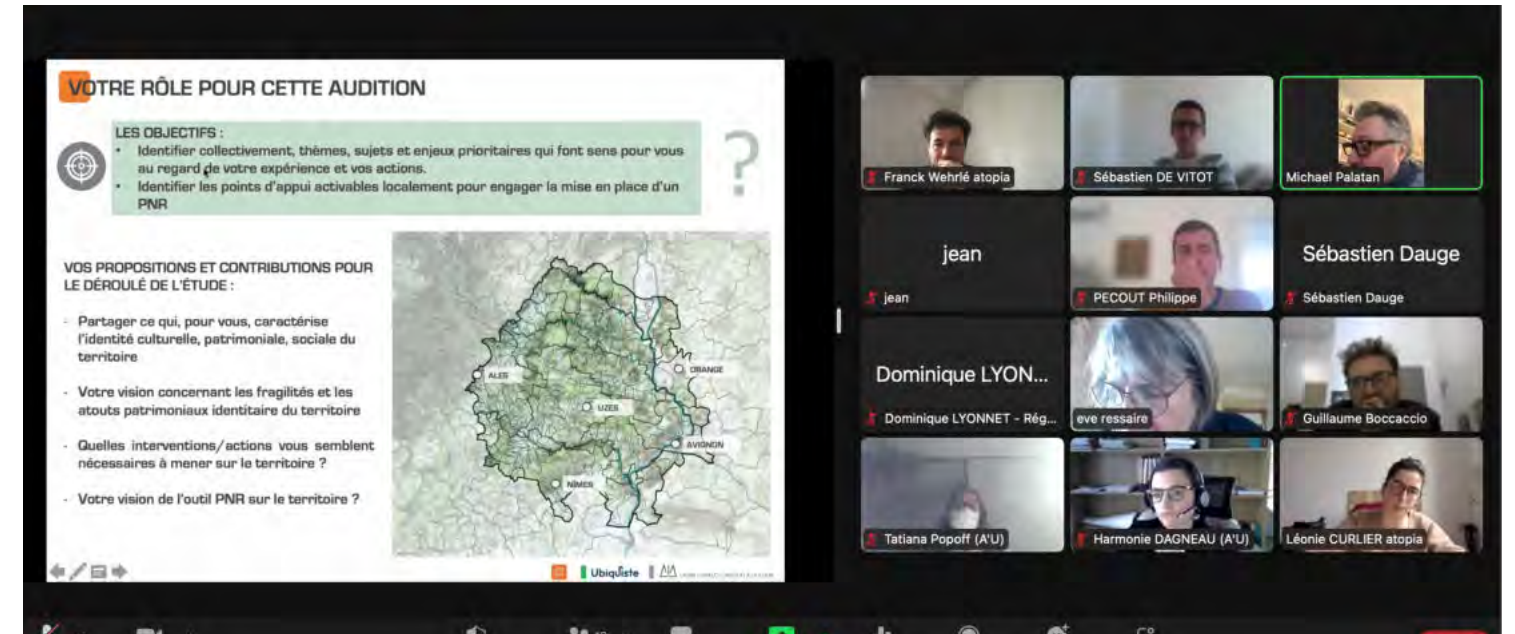 VOTRE RÔLE POUR CETTE AUDITION
LES OBJECTIFS :
• Identifier collectivement, thèmes, sujets et enjeux prioritaires qui font sens pour vous
au regard de votre expérience et vos actions.
• Identifier les points d'appui activables localement pour engager la mise en place d'un
PNR
?
VOS PROPOSITIONS ET CONTRIBUTIONS POUR
LE DÉROULÉ DE L'ÉTUDE :
- Partager ce qui, pour vous, caractérise
l'identité culturelle, patrimoniale, sociale du
territoire
- Votre vision concernant les fragilités et les
atouts patrimoniaux identitaire du territoire
- Quelles interventions/actions vous semblent
nécessaires à mener sur le territoire ?
- Votre vision de l'outil PNR sur le territoire ?
ALES
ORANGE
UZES
AVIGNON
NÎMES
Ubiquiste
Franck Wehrlé atopia
Sébastien DE VITOT
Michael Palatan
jean
jean
PECOUT Philippe
Sébastien Dauge
Sébastien Dauge
Dominique LYON...
Dominique LYONNET - Rég...
eve ressaire
Guillaume Boccaccio
Tatiana Popoff (A'U)
Harmonie DAGNEAU (A'U)
Léonie CURLIER atopia